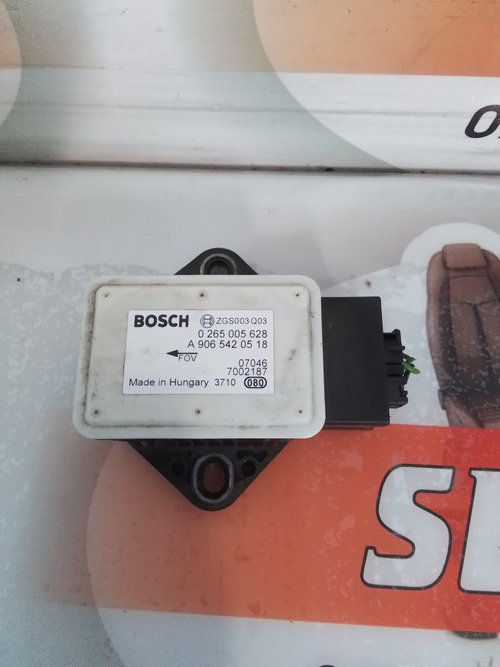 BOSCH ZGS003 Q03
0 265 005 628
A 906 542 05 18
FOV
07046
7002187
Made in Hungary 3710 080